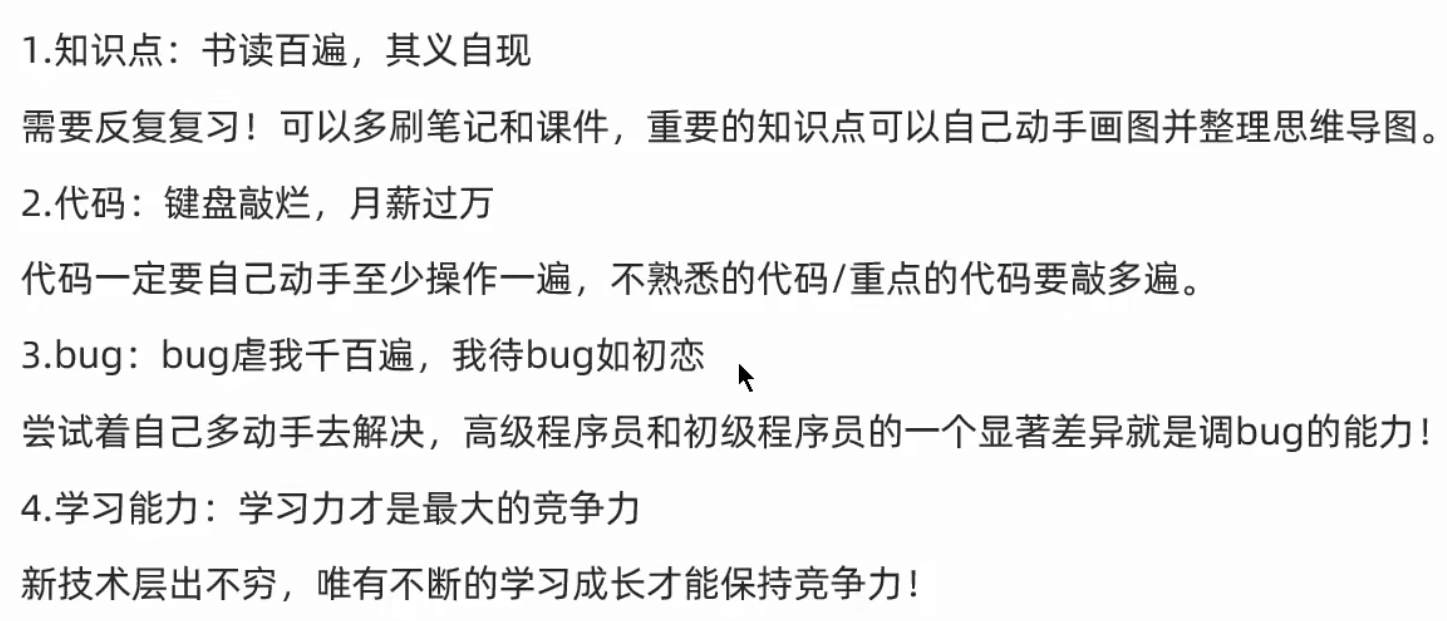 1.知识点：书读百遍，其义自现
需要反复复习！可以多刷笔记和课件，重要的知识点可以自己动手画图并整理思维导图。
2.代码：键盘敲烂，月薪过万
代码一定要自己动手至少操作一遍，不熟悉的代码/重点的代码要敲多遍。
3.bug：bug虐我千百遍，我待bug如初恋
尝试着自己多动手去解决，高级程序员和初级程序员的一个显著差异就是调bug的能力！
4.学习能力：学习力才是最大的竞争力
新技术层出不穷，唯有不断的学习成长才能保持竞争力！